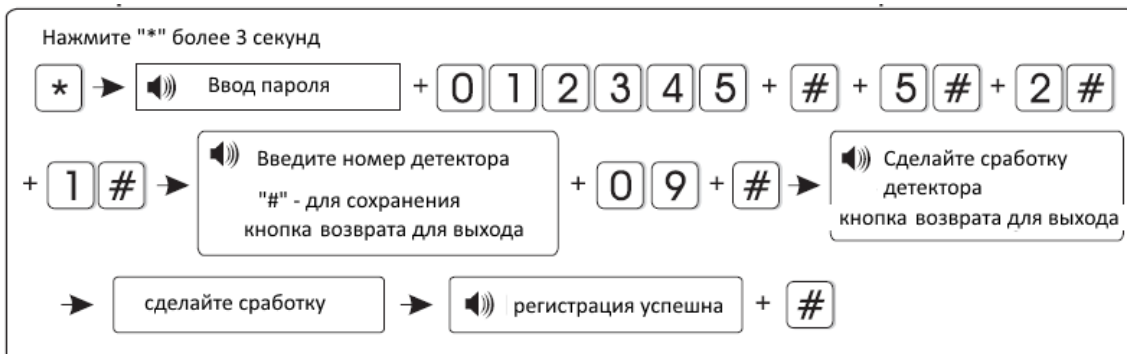 Нажмите "*" более 3 секунд
* Ввод пароля + 0 1 2 3 4 5 + # + 5 # + 2 #
+ 1 # Введите номер детектора
"#" - для сохранения
кнопка возврата для выхода
+ 0 9 + # Сделайте сработку
детектора
кнопка возврата для выхода
сделайте сработку регистрация успешна + #